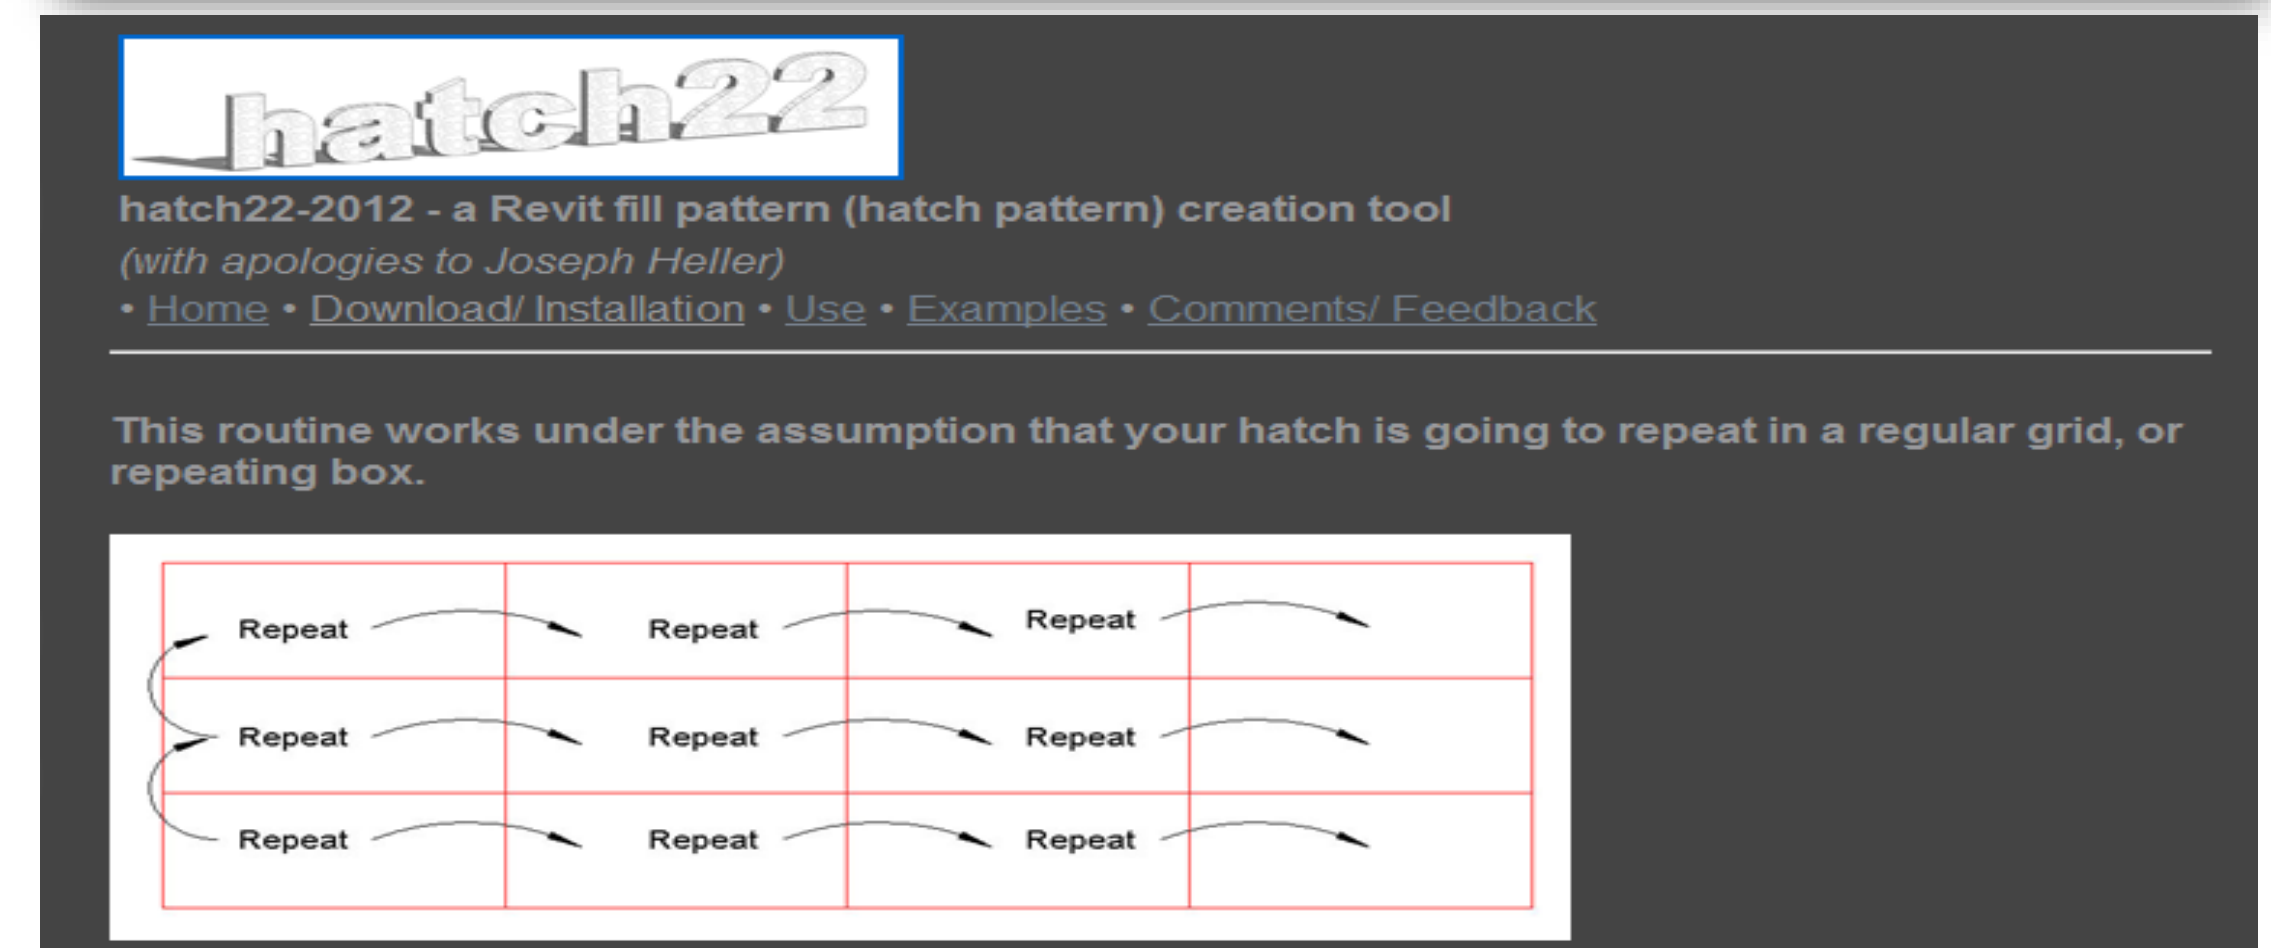 hatch22
hatch22-2012 - a Revit fill pattern (hatch pattern) creation tool
(with apologies to Joseph Heller)
• Home • Download/ Installation • Use • Examples • Comments/ Feedback
This routine works under the assumption that your hatch is going to repeat in a regular grid, or
repeating box.
Repeat Repeat Repeat
Repeat Repeat Repeat
Repeat Repeat Repeat